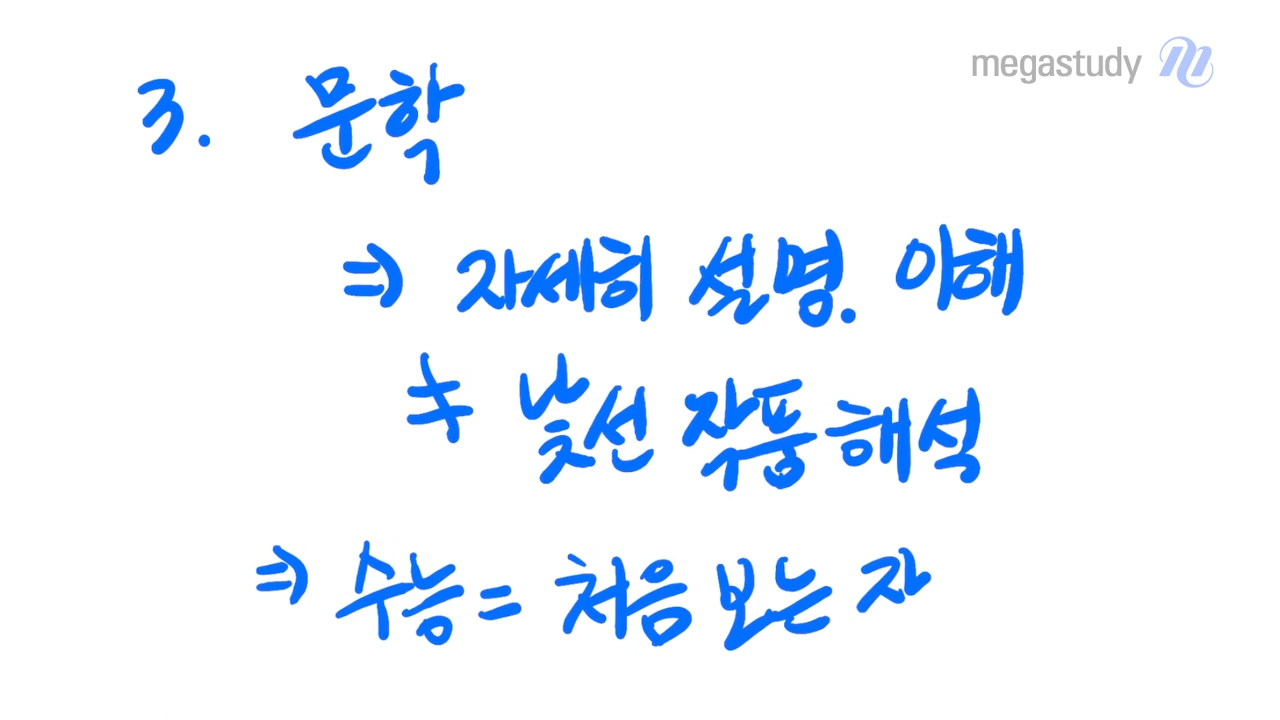 megastudy
3. 문학
⇒ 자세히 설명. 이해
≠ 낯선 작품 해석
⇒ 수능 = 처음 보는 자